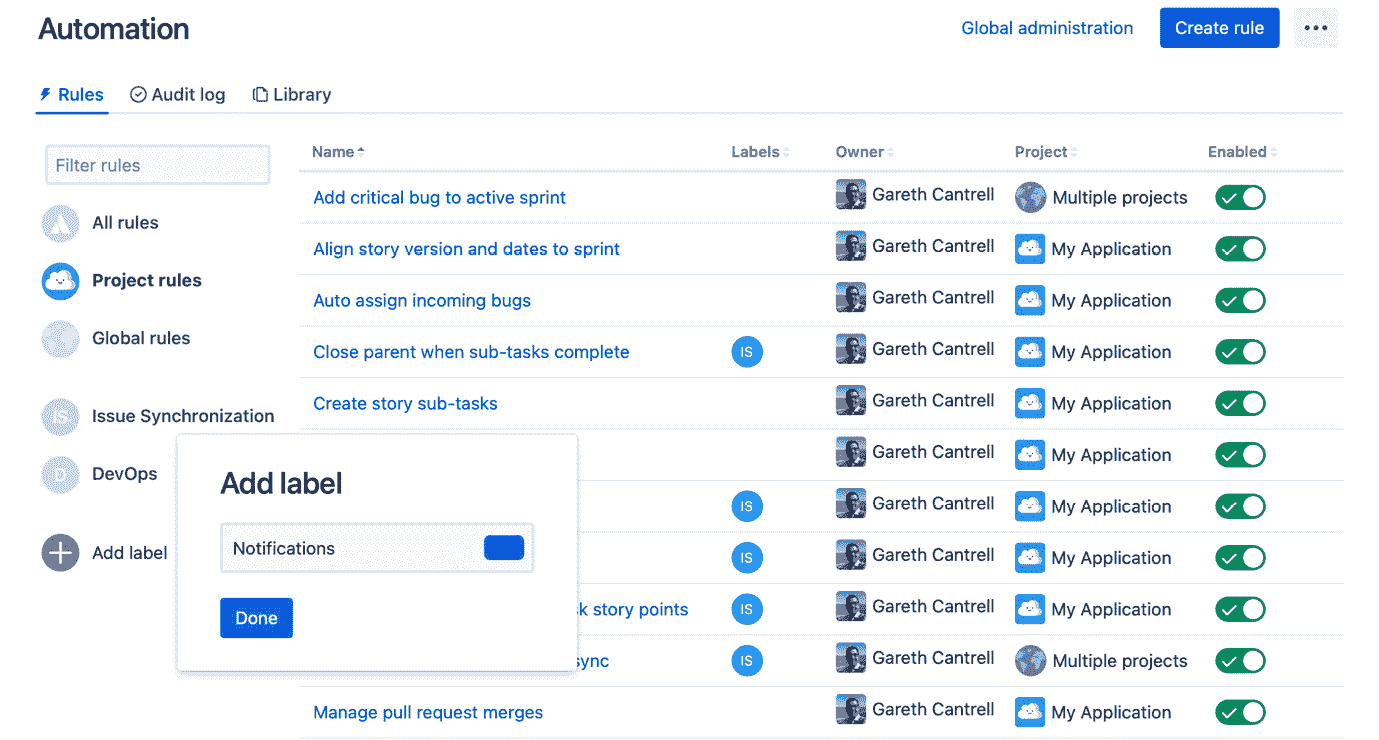 Automation
Global administration
Create rule
Rules
Audit log
Library
Filter rules
All rules
Project rules
Global rules
Issue Synchronization
DevOps
Add label
Name Labels Owner Project Enabled
Add critical bug to active sprint Gareth Cantrell Multiple projects
Align story version and dates to sprint Gareth Cantrell My Application
Auto assign incoming bugs Gareth Cantrell My Application
Close parent when sub-tasks complete IS Gareth Cantrell My Application
Create story sub-tasks Gareth Cantrell My Application
Gareth Cantrell My Application
IS Gareth Cantrell My Application
IS Gareth Cantrell My Application
story points IS Gareth Cantrell My Application
sync IS Gareth Cantrell Multiple projects
Manage pull request merges Gareth Cantrell My Application
IS
D
Add label
Notifications
Done